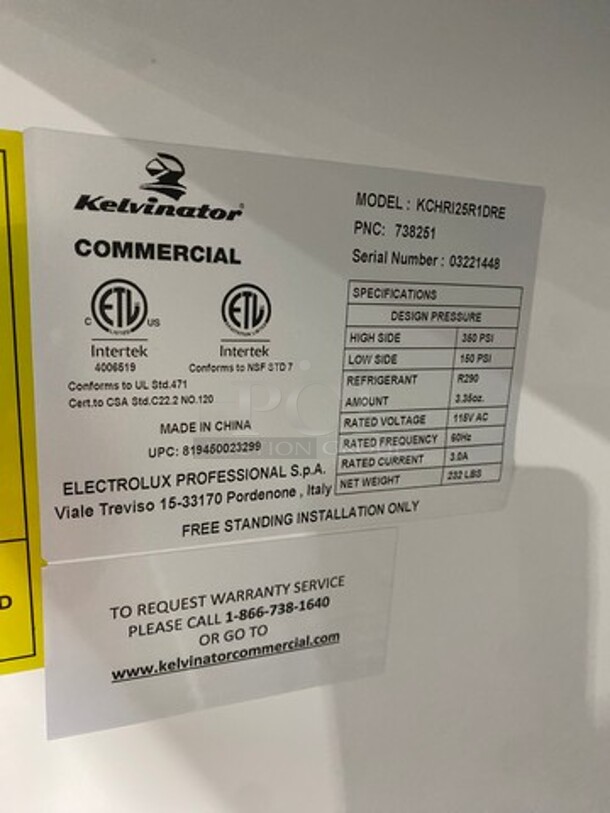 Kelvinator
COMMERCIAL
MODEL : KCHRI25R1DRE
PNC: 738251
Serial Number : 03221448
C ETL US
LISTED
Intertek
4006519
ETL
Intertek
Conforms to NSF STD 7
Conforms to UL Std.471
Cert.to CSA Std.C22.2 NO.120
MADE IN CHINA
UPC: 819450023299
SPECIFICATIONS
DESIGN PRESSURE
HIGH SIDE 350 PSI
LOW SIDE 150 PSI
REFRIGERANT R290
AMOUNT 3.35oz.
RATED VOLTAGE 115V AC
RATED FREQUENCY 60Hz
RATED CURRENT 3.0A
NET WEIGHT 232 LBS
ELECTROLUX PROFESSIONAL S.p.A.
Viale Treviso 15-33170 Pordenone , Italy
FREE STANDING INSTALLATION ONLY
D
TO REQUEST WARRANTY SERVICE
PLEASE CALL 1-866-738-1640
OR GO TO
www.kelvinatorcommercial.com